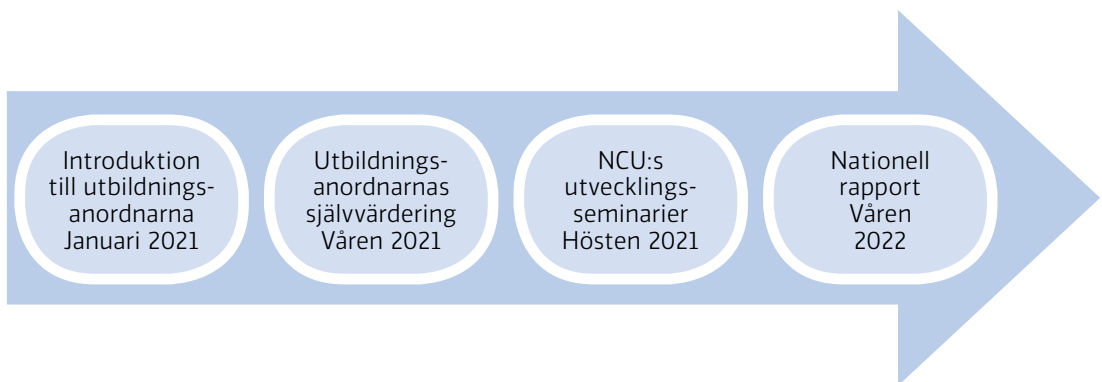 Introduktion
till utbildnings-
anordnarna
Januari 2021
Utbildnings-
anordnarnas
självvärdering
Våren 2021
NCU:s
utvecklings-
seminarier
Hösten 2021
Nationell
rapport
Våren
2022